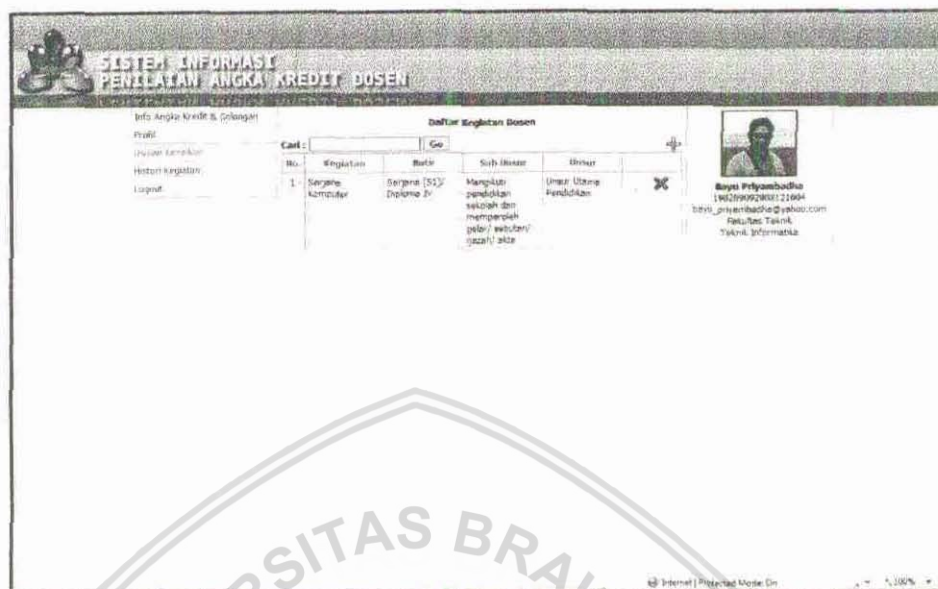 SISTEM INFORMASI
PENILAIAN ANGKA KREDIT DOSEN
Info Angka Kredit & Golongan
Profil
Usulan Kenaikan
Histori Kegiatan
Logout
Daftar Kegiatan Dosen
Cari : Go
No. Kegiatan Butir Sub Unsur Unsur
1 Sarjana Komputer Sarjana (S1)/ Diploma IV Mengikuti pendidikan sekolah dan memperoleh gelar/ sebutan/ ijazah/ akta Unsur Utama Pendidikan
Bayu Priyambadha
bayu_priyambadha@yahoo.com
Fakultas Teknik
Teknik Informatika
Internet | Protected Mode: On
100%
SITAS BRA